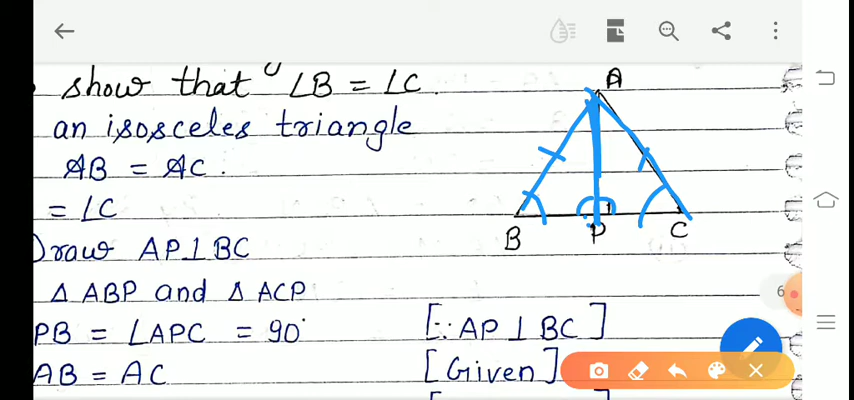 show that ∠B = ∠C.
an isosceles triangle
AB = AC.
= ∠C
Draw AP⊥BC
Δ ABP and Δ ACP
PB = ∠APC = 90° [∵ AP ⊥ BC]
AB = AC [Given]
A
B P C
6